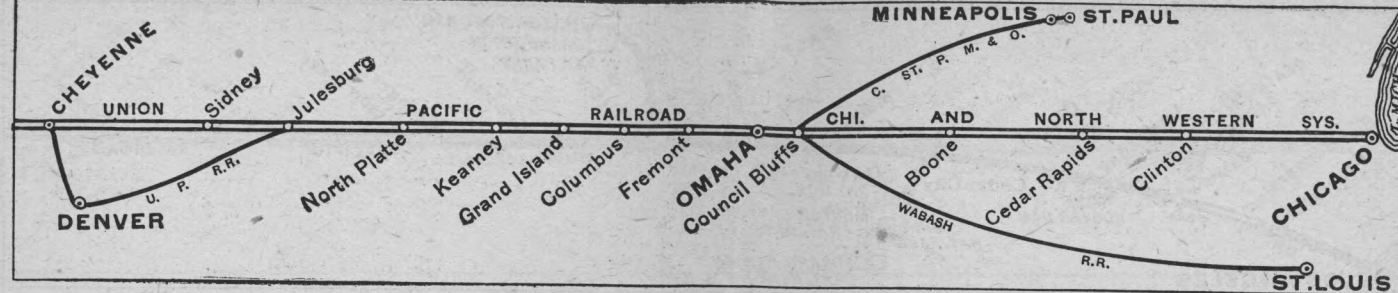 MINNEAPOLIS ST. PAUL
C. ST. P. M. & O.
CHEYENNE
UNION PACIFIC RAILROAD
Sidney
Julesburg
CHI. AND NORTH WESTERN SYS.
North Platte
Kearney
Grand Island
Columbus
Fremont
OMAHA
Council Bluffs
Boone
Cedar Rapids
Clinton
CHICAGO
U. P. R.R.
DENVER
WABASH R.R.
ST. LOUIS